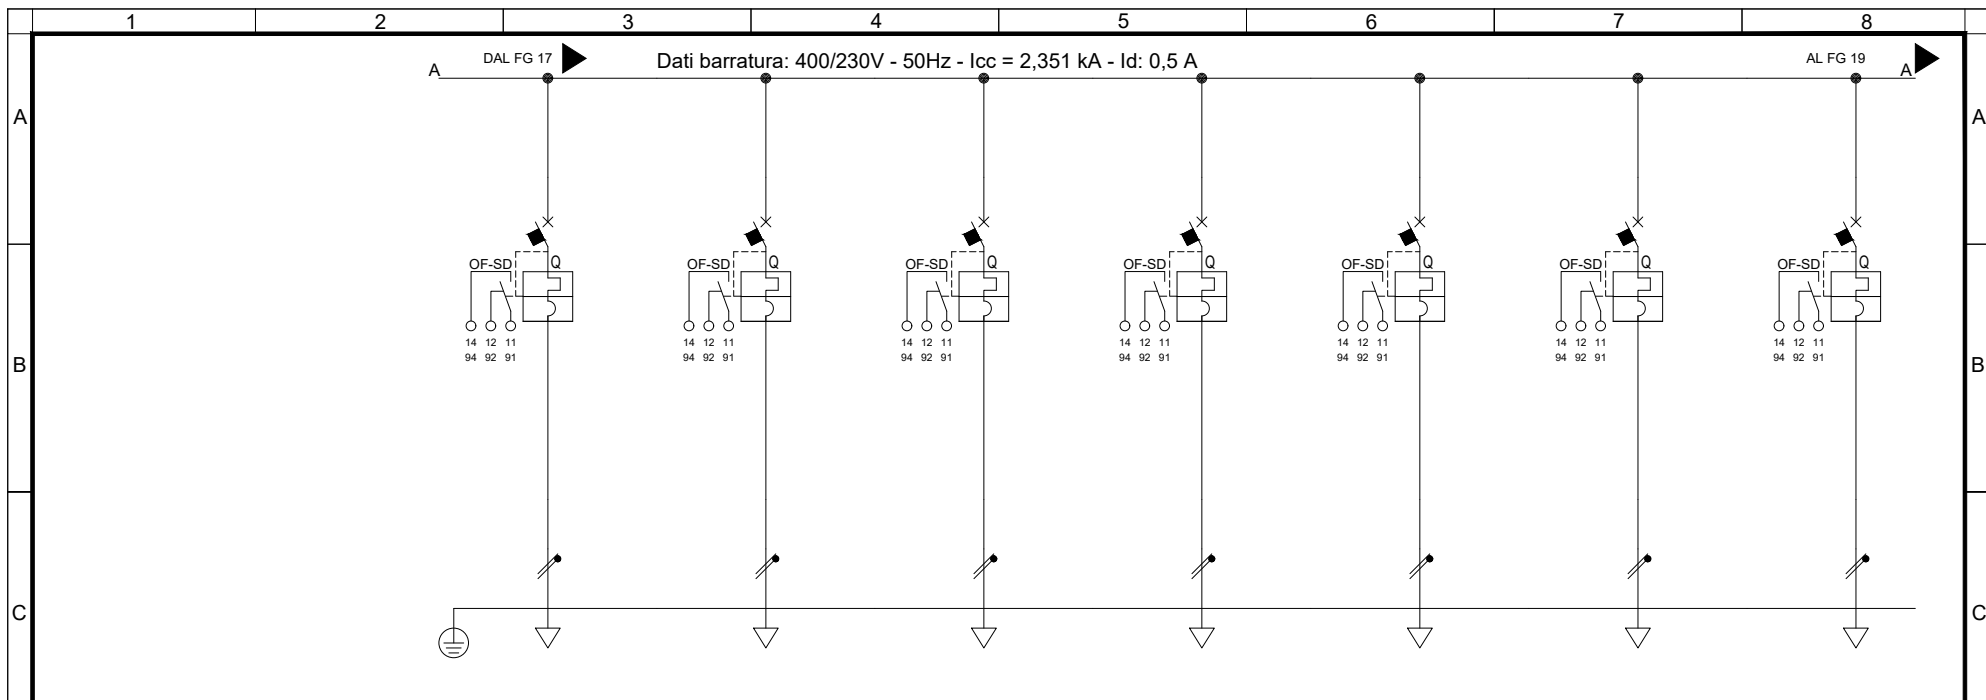 1 2 3 4 5 6 7 8
DAL FG 17 Dati barratura: 400/230V - 50Hz - Icc = 2,351 kA - Id: 0,5 A AL FG 19
A A
A A
OF-SD Q OF-SD Q OF-SD Q OF-SD Q OF-SD Q OF-SD Q OF-SD Q
14 12 11 14 12 11 14 12 11 14 12 11 14 12 11 14 12 11 14 12 11
94 92 91 94 92 91 94 92 91 94 92 91 94 92 91 94 92 91 94 92 91
B B
C C